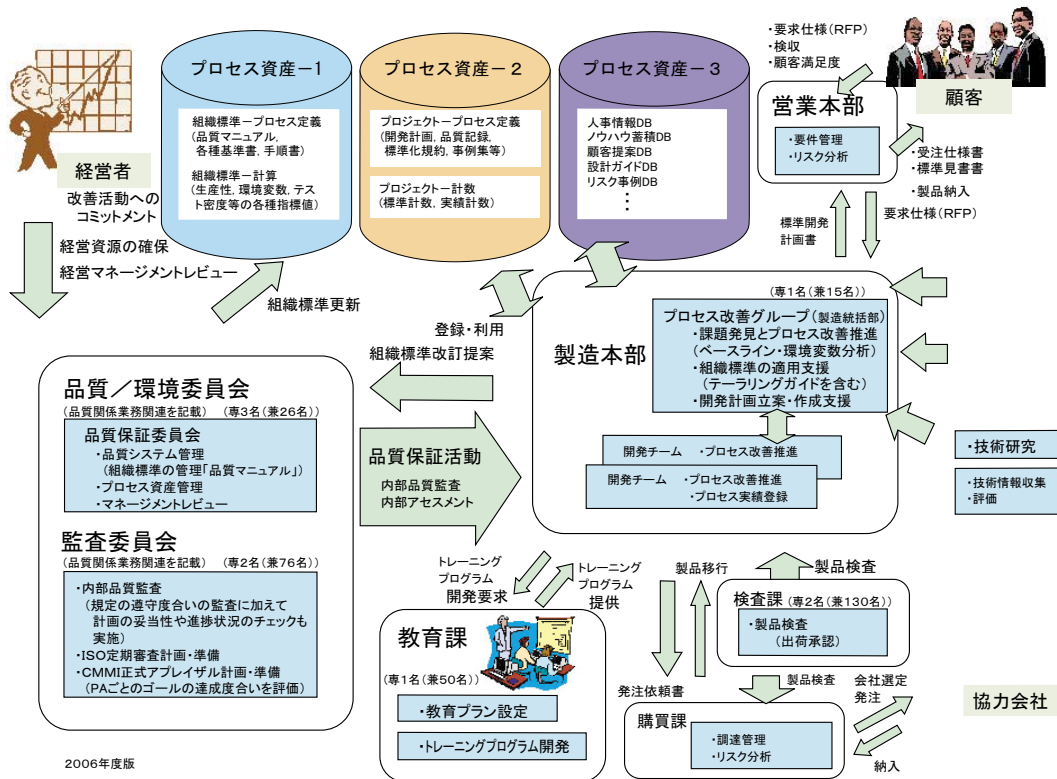 プロセス資産－1
組織標準－プロセス定義
(品質マニュアル,
各種基準書, 手順書)
組織標準－計算
(生産性, 環境変数, テス
ト密度等の各種指標値)
プロセス資産－2
プロジェクトープロセス定義
(開発計画, 品質記録,
標準化規約, 事例集等)
プロジェクトー計数
(標準計数, 実績計数)
プロセス資産－3
人事情報DB
ノウハウ蓄積DB
顧客提案DB
設計ガイドDB
リスク事例DB
⋮
・要求仕様(RFP)
・検収
・顧客満足度
顧客
営業本部
・要件管理
・リスク分析
・受注仕様書
・標準見書書
・製品納入
要求仕様(RFP)
標準開発
計画書
経営者
改善活動への
コミットメント
経営資源の確保
経営マネージメントレビュー
組織標準更新
登録・利用
組織標準改訂提案
製造本部
(専1名(兼15名))
プロセス改善グループ(製造統括部)
・課題発見とプロセス改善推進
(ベースライン・環境変数分析)
・組織標準の適用支援
(テーラリングガイドを含む)
・開発計画立案・作成支援
開発チーム ・プロセス改善推進
開発チーム ・プロセス改善推進
・プロセス実績登録
・技術研究
・技術情報収集
・評価
品質／環境委員会
(品質関係業務関連を記載) (専3名(兼26名))
品質保証委員会
・品質システム管理
(組織標準の管理「品質マニュアル」)
・プロセス資産管理
・マネージメントレビュー
監査委員会
(品質関係業務関連を記載) (専2名(兼76名))
・内部品質監査
(規定の遵守度合いの監査に加えて
計画の妥当性や進捗状況のチェックも
実施)
・ISO定期審査計画・準備
・CMMI正式アプレイザル計画・準備
(PAごとのゴールの達成度合いを評価)
品質保証活動
内部品質監査
内部アセスメント
トレーニング
プログラム
開発要求
トレーニング
プログラム
提供
教育課
(専1名(兼50名))
・教育プラン設定
・トレーニングプログラム開発
製品移行
発注依頼書
製品検査
検査課(専2名(兼130名))
・製品検査
(出荷承認)
製品検査
会社選定
発注
購買課
・調達管理
・リスク分析
納入
協力会社
2006年度版